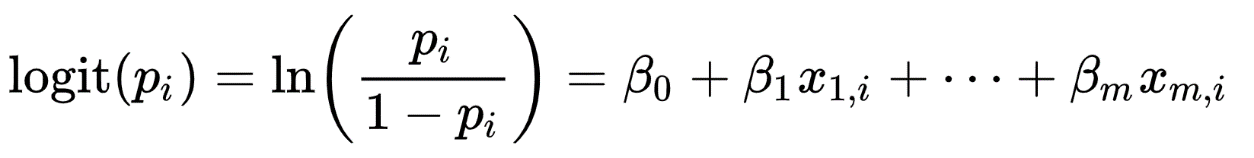 logit(pᵢ) = ln(pᵢ / (1 − pᵢ)) = β₀ + β₁x₁,ᵢ + ⋯ + βₘxₘ,ᵢ